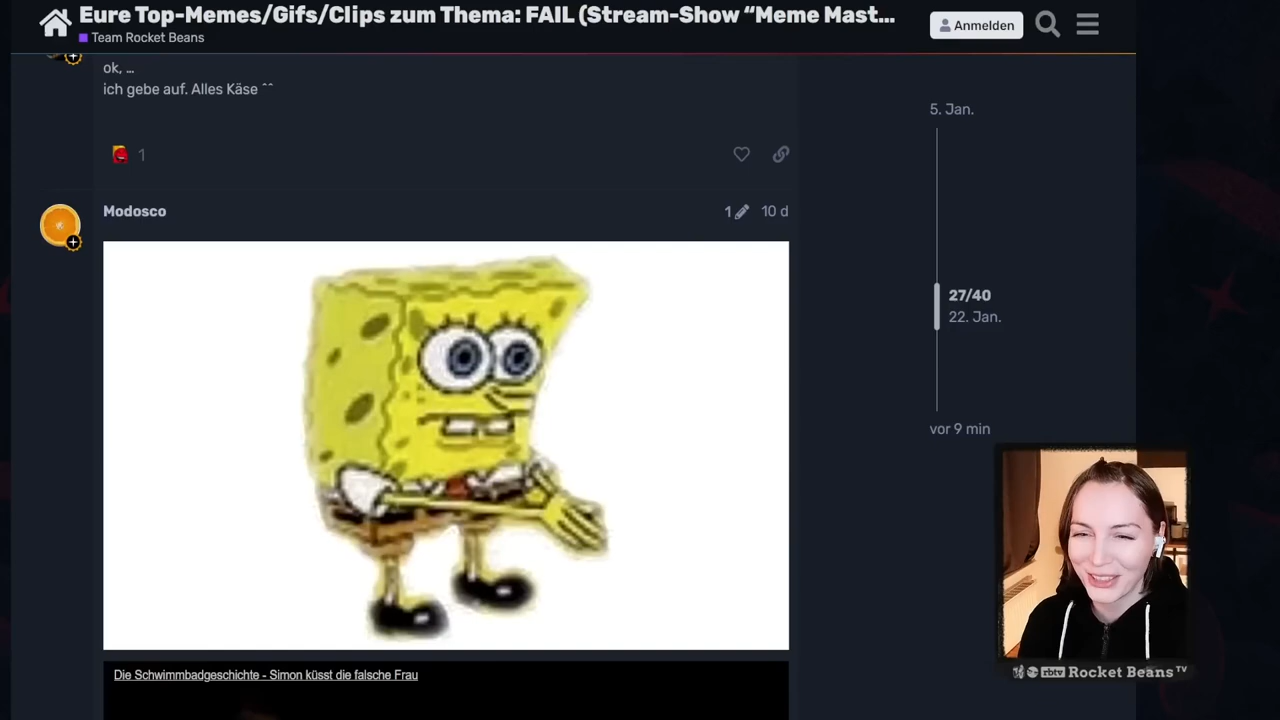 Eure Top-Memes/Gifs/Clips zum Thema: FAIL (Stream-Show “Meme Mast...
Team Rocket Beans
Anmelden
ok, ...
ich gebe auf. Alles Käse ^^
1
5. Jan.
Modosco
1
10 d
27/40
22. Jan.
vor 9 min
Die Schwimmbadgeschichte - Simon küsst die falsche Frau
rbtv Rocket Beans TV